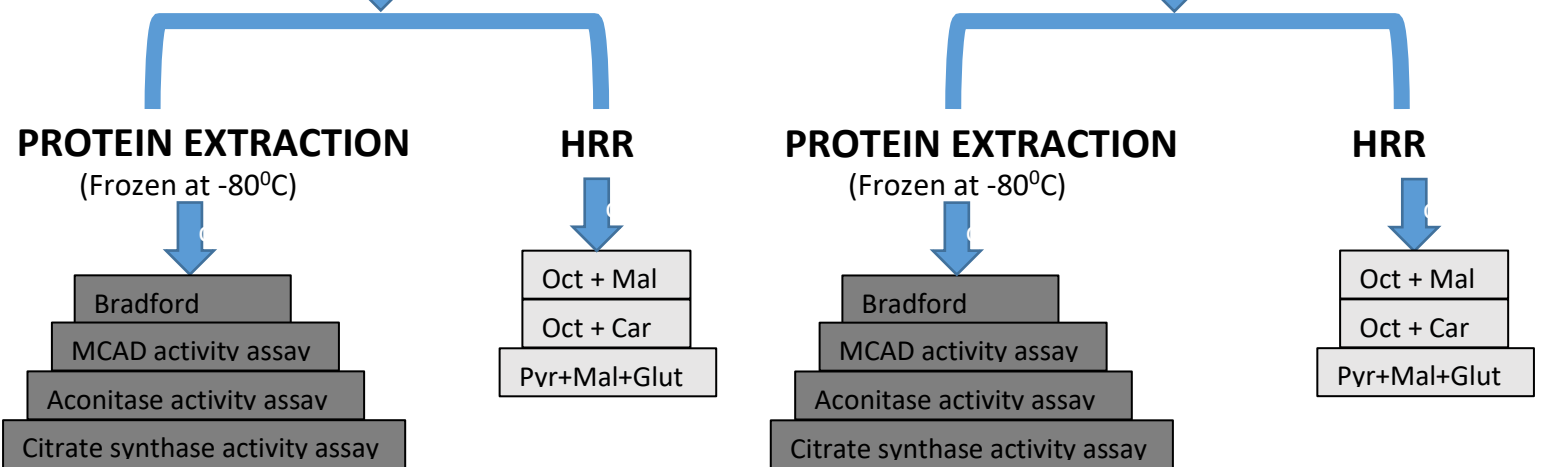 PROTEIN EXTRACTION
(Frozen at -80⁰C)
Bradford
MCAD activity assay
Aconitase activity assay
Citrate synthase activity assay
HRR
Oct + Mal
Oct + Car
Pyr+Mal+Glut
PROTEIN EXTRACTION
(Frozen at -80⁰C)
Bradford
MCAD activity assay
Aconitase activity assay
Citrate synthase activity assay
HRR
Oct + Mal
Oct + Car
Pyr+Mal+Glut